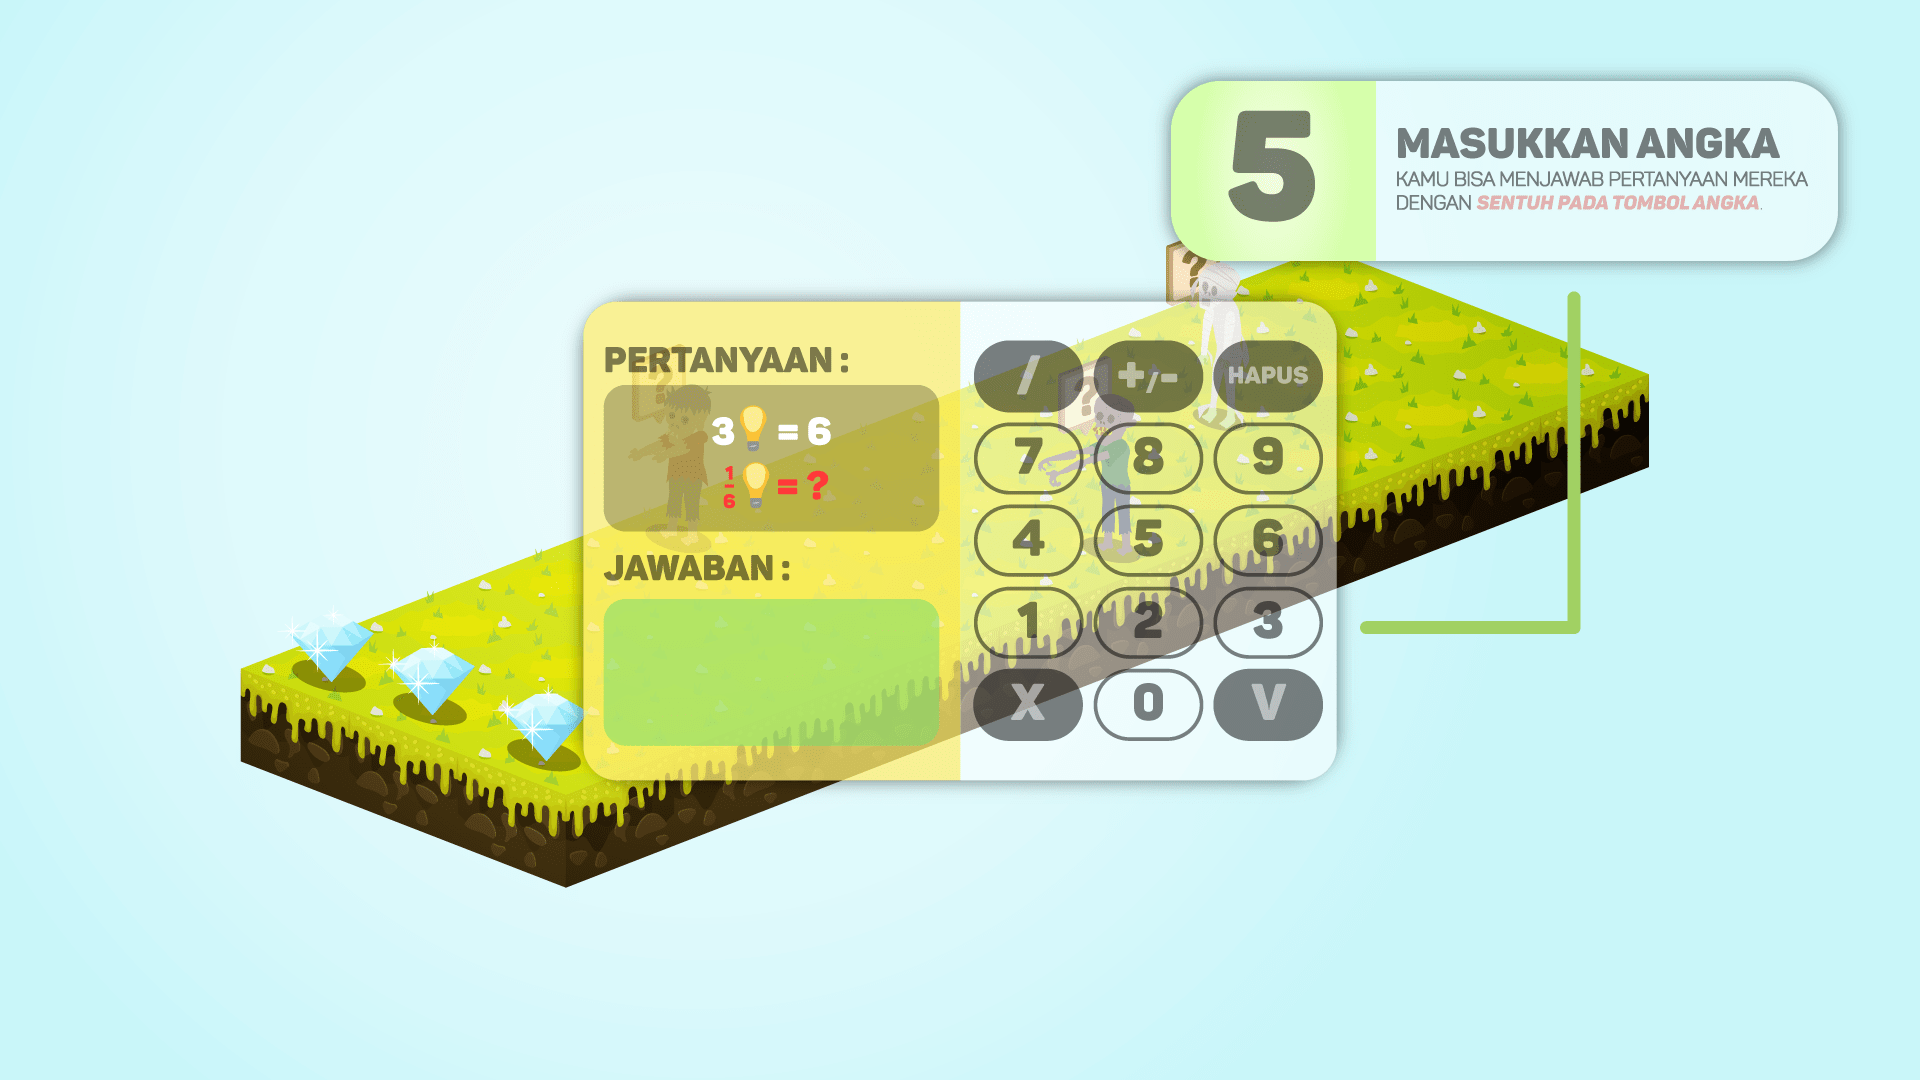 5
MASUKKAN ANGKA
KAMU BISA MENJAWAB PERTANYAAN MEREKA
DENGAN SENTUH PADA TOMBOL ANGKA.
PERTANYAAN :
3 = 6
1/6 = ?
JAWABAN :
/ +/- HAPUS
7 8 9
4 5 6
1 2 3
X 0 V
?
?
?